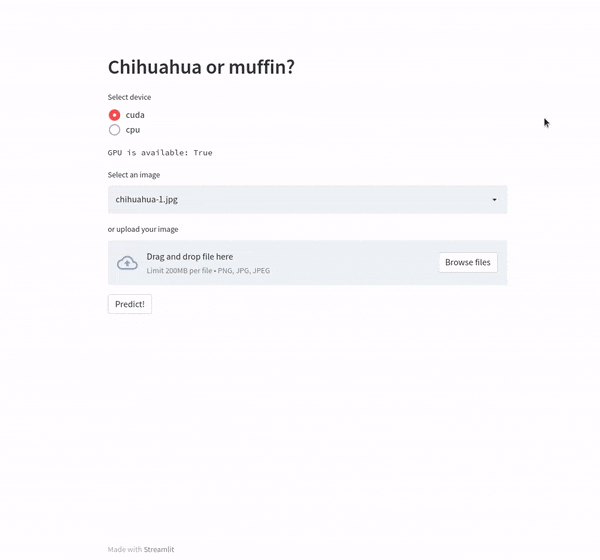 Chihuahua or muffin?
Select device
cuda
cpu
GPU is available: True
Select an image
chihuahua-1.jpg
or upload your image
Drag and drop file here
Limit 200MB per file • PNG, JPG, JPEG
Browse files
Predict!
Made with Streamlit